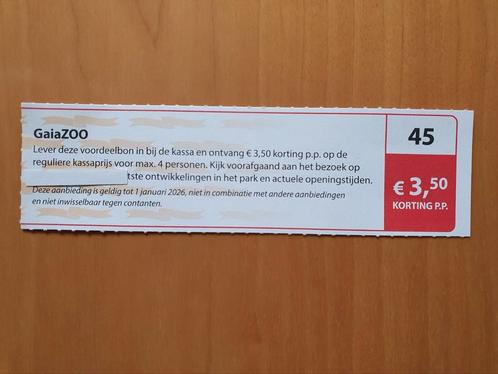 GaiaZOO
Lever deze voordeelbon in bij de kassa en ontvang € 3,50 korting p.p. op de
reguliere kassaprijs voor max. 4 personen. Kijk voorafgaand aan het bezoek op
tste ontwikkelingen in het park en actuele openingstijden.
Deze aanbieding is geldig tot 1 januari 2026, niet in combinatie met andere aanbiedingen
en niet inwisselbaar tegen contanten.
45
€ 3,50
KORTING P.P.